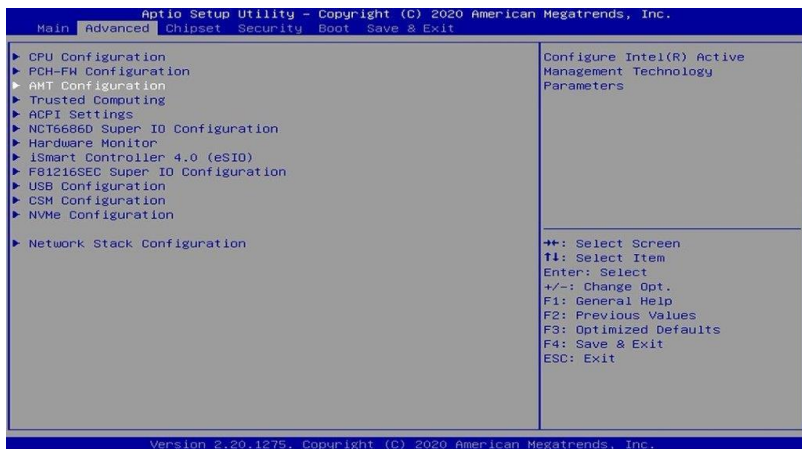 Aptio Setup Utility – Copyright (C) 2020 American Megatrends, Inc.
Main Advanced Chipset Security Boot Save & Exit
CPU Configuration
PCH-FW Configuration
AMT Configuration
Trusted Computing
ACPI Settings
NCT6686D Super IO Configuration
Hardware Monitor
iSmart Controller 4.0 (eSIO)
F81216SEC Super IO Configuration
USB Configuration
CSM Configuration
NVMe Configuration
Network Stack Configuration
Configure Intel(R) Active
Management Technology
Parameters
→←: Select Screen
↑↓: Select Item
Enter: Select
+/-: Change Opt.
F1: General Help
F2: Previous Values
F3: Optimized Defaults
F4: Save & Exit
ESC: Exit
Version 2.20.1275. Copyright (C) 2020 American Megatrends, Inc.